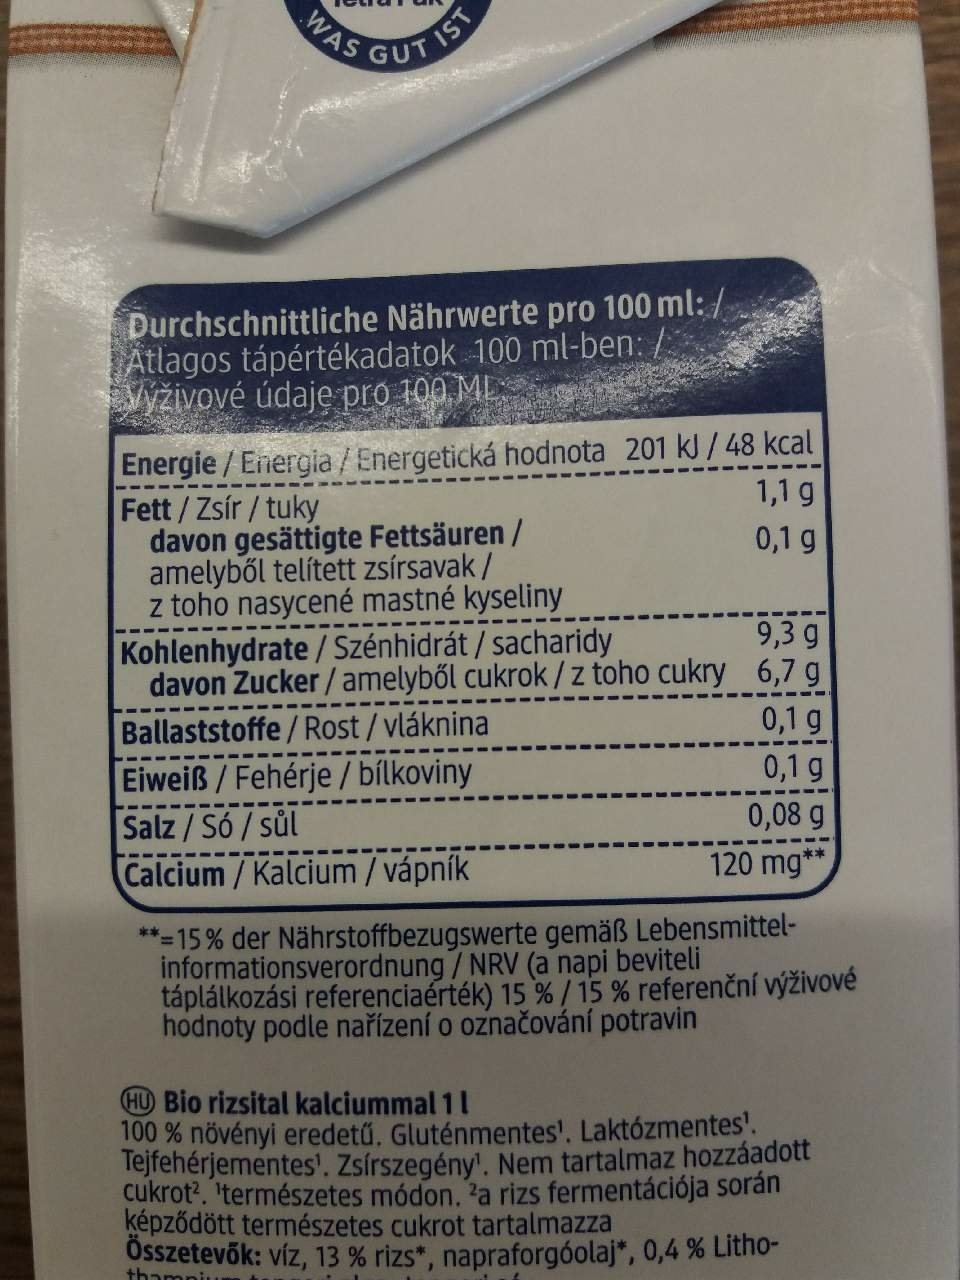 WAS GUT IST
Durchschnittliche Nährwerte pro 100 ml: /
Átlagos tápértékadatok 100 ml-ben: /
Výživové údaje pro 100 ML:
Energie / Energia / Energetická hodnota 201 kJ / 48 kcal
Fett / Zsír / tuky 1,1 g
davon gesättigte Fettsäuren / 0,1 g
amelyből telített zsírsavak /
z toho nasycené mastné kyseliny
Kohlenhydrate / Szénhidrát / sacharidy 9,3 g
davon Zucker / amelyből cukrok / z toho cukry 6,7 g
Ballaststoffe / Rost / vláknina 0,1 g
Eiweiß / Fehérje / bílkoviny 0,1 g
Salz / Só / sůl 0,08 g
Calcium / Kalcium / vápník 120 mg**
**=15 % der Nährstoffbezugswerte gemäß Lebensmittel-
informationsverordnung / NRV (a napi beviteli
táplálkozási referenciaérték) 15 % / 15 % referenční výživové
hodnoty podle nařízení o označování potravin
HU Bio rizsital kalciummal 1 l
100 % növényi eredetű. Gluténmentes¹. Laktózmentes¹.
Tejfehérjementes¹. Zsírszegény¹. Nem tartalmaz hozzáadott
cukrot². ¹természetes módon. ²a rizs fermentációja során
képződött természetes cukrot tartalmazza
Összetevők: víz, 13 % rizs*, napraforgóolaj*, 0,4 % Litho-